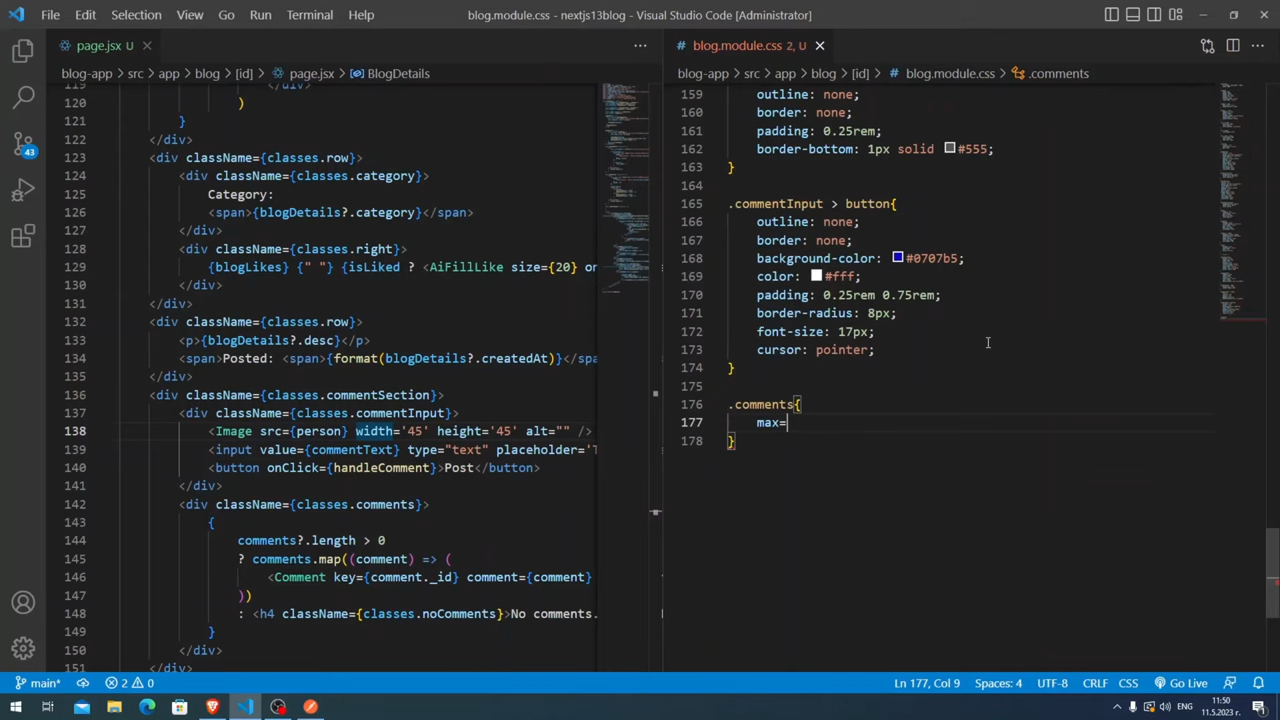 File Edit Selection View Go Run Terminal Help
blog.module.css - nextjs13blog - Visual Studio Code [Administrator]
page.jsx U
blog-app > src > app > blog > [id] > page.jsx > BlogDetails
120 )
121 }
122 </div>
123 <div className={classes.row}>
124 <div className={classes.category}>
125 Category:
126 <span>{blogDetails?.category}</span>
127 </div>
128 <div className={classes.right}>
129 {blogLikes} {" "} {isLiked ? <AiFillLike size={20} on
130 </div>
131 </div>
132 <div className={classes.row}>
133 <p>{blogDetails?.desc}</p>
134 <span>Posted: <span>{format(blogDetails?.createdAt)}</spa
135 </div>
136 <div className={classes.commentSection}>
137 <div className={classes.commentInput}>
138 <Image src={person} width='45' height='45' alt="" />
139 <input value={commentText} type="text" placeholder='T
140 <button onClick={handleComment}>Post</button>
141 </div>
142 <div className={classes.comments}>
143 {
144 comments?.length > 0
145 ? comments.map((comment) => (
146 <Comment key={comment._id} comment={comment}
147 ))
148 : <h4 className={classes.noComments}>No comments.
149 }
150 </div>
151 </div>
blog.module.css 2, U
blog-app > src > app > blog > [id] > blog.module.css > .comments
159 outline: none;
160 border: none;
161 padding: 0.25rem;
162 border-bottom: 1px solid #555;
163 }
164
165 .commentInput > button{
166 outline: none;
167 border: none;
168 background-color: #0707b5;
169 color: #fff;
170 padding: 0.25rem 0.75rem;
171 border-radius: 8px;
172 font-size: 17px;
173 cursor: pointer;
174 }
175
176 .comments{
177 max=
178 }
43
main* 2 0
Ln 177, Col 9 Spaces: 4 UTF-8 CRLF CSS Go Live
ENG
11:50
11.5.2023 г.
1